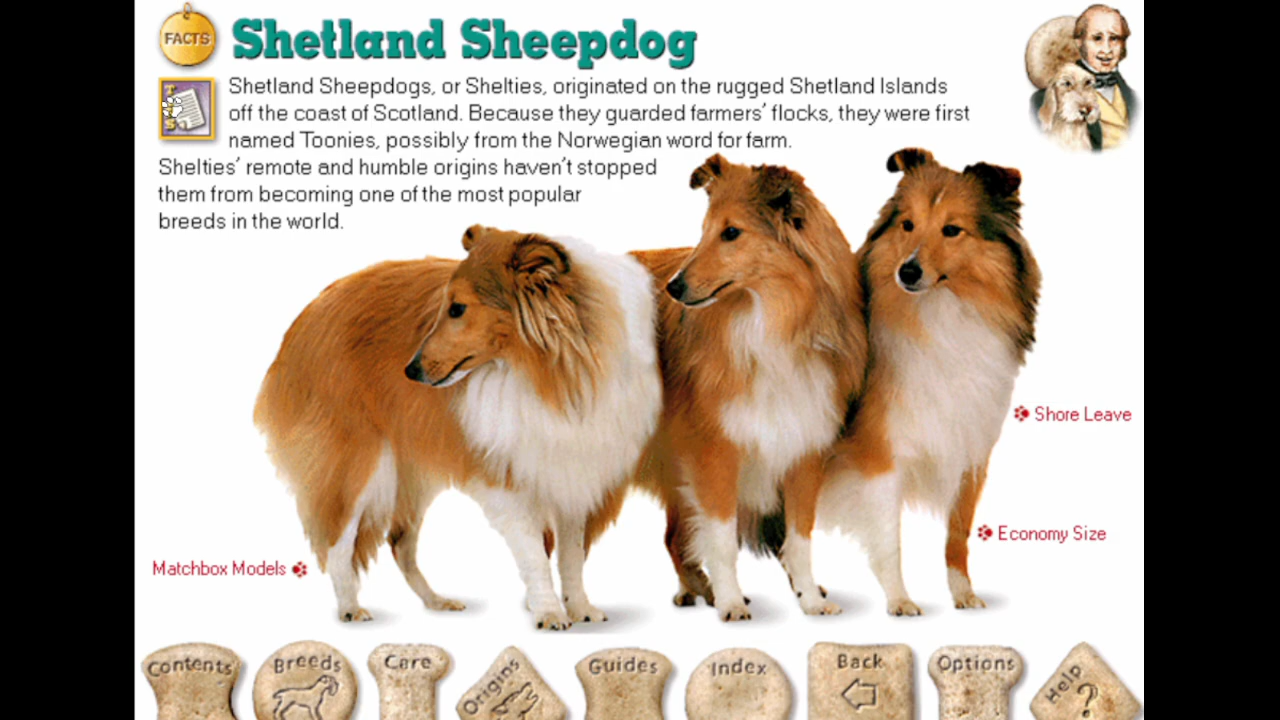 FACTS
Shetland Sheepdog
Shetland Sheepdogs, or Shelties, originated on the rugged Shetland Islands
off the coast of Scotland. Because they guarded farmers' flocks, they were first
named Toonies, possibly from the Norwegian word for farm.
Shelties' remote and humble origins haven't stopped
them from becoming one of the most popular
breeds in the world.
Shore Leave
Economy Size
Matchbox Models
Contents
Breeds
Care
Origins
Guides
Index
Back
Options
Help
?